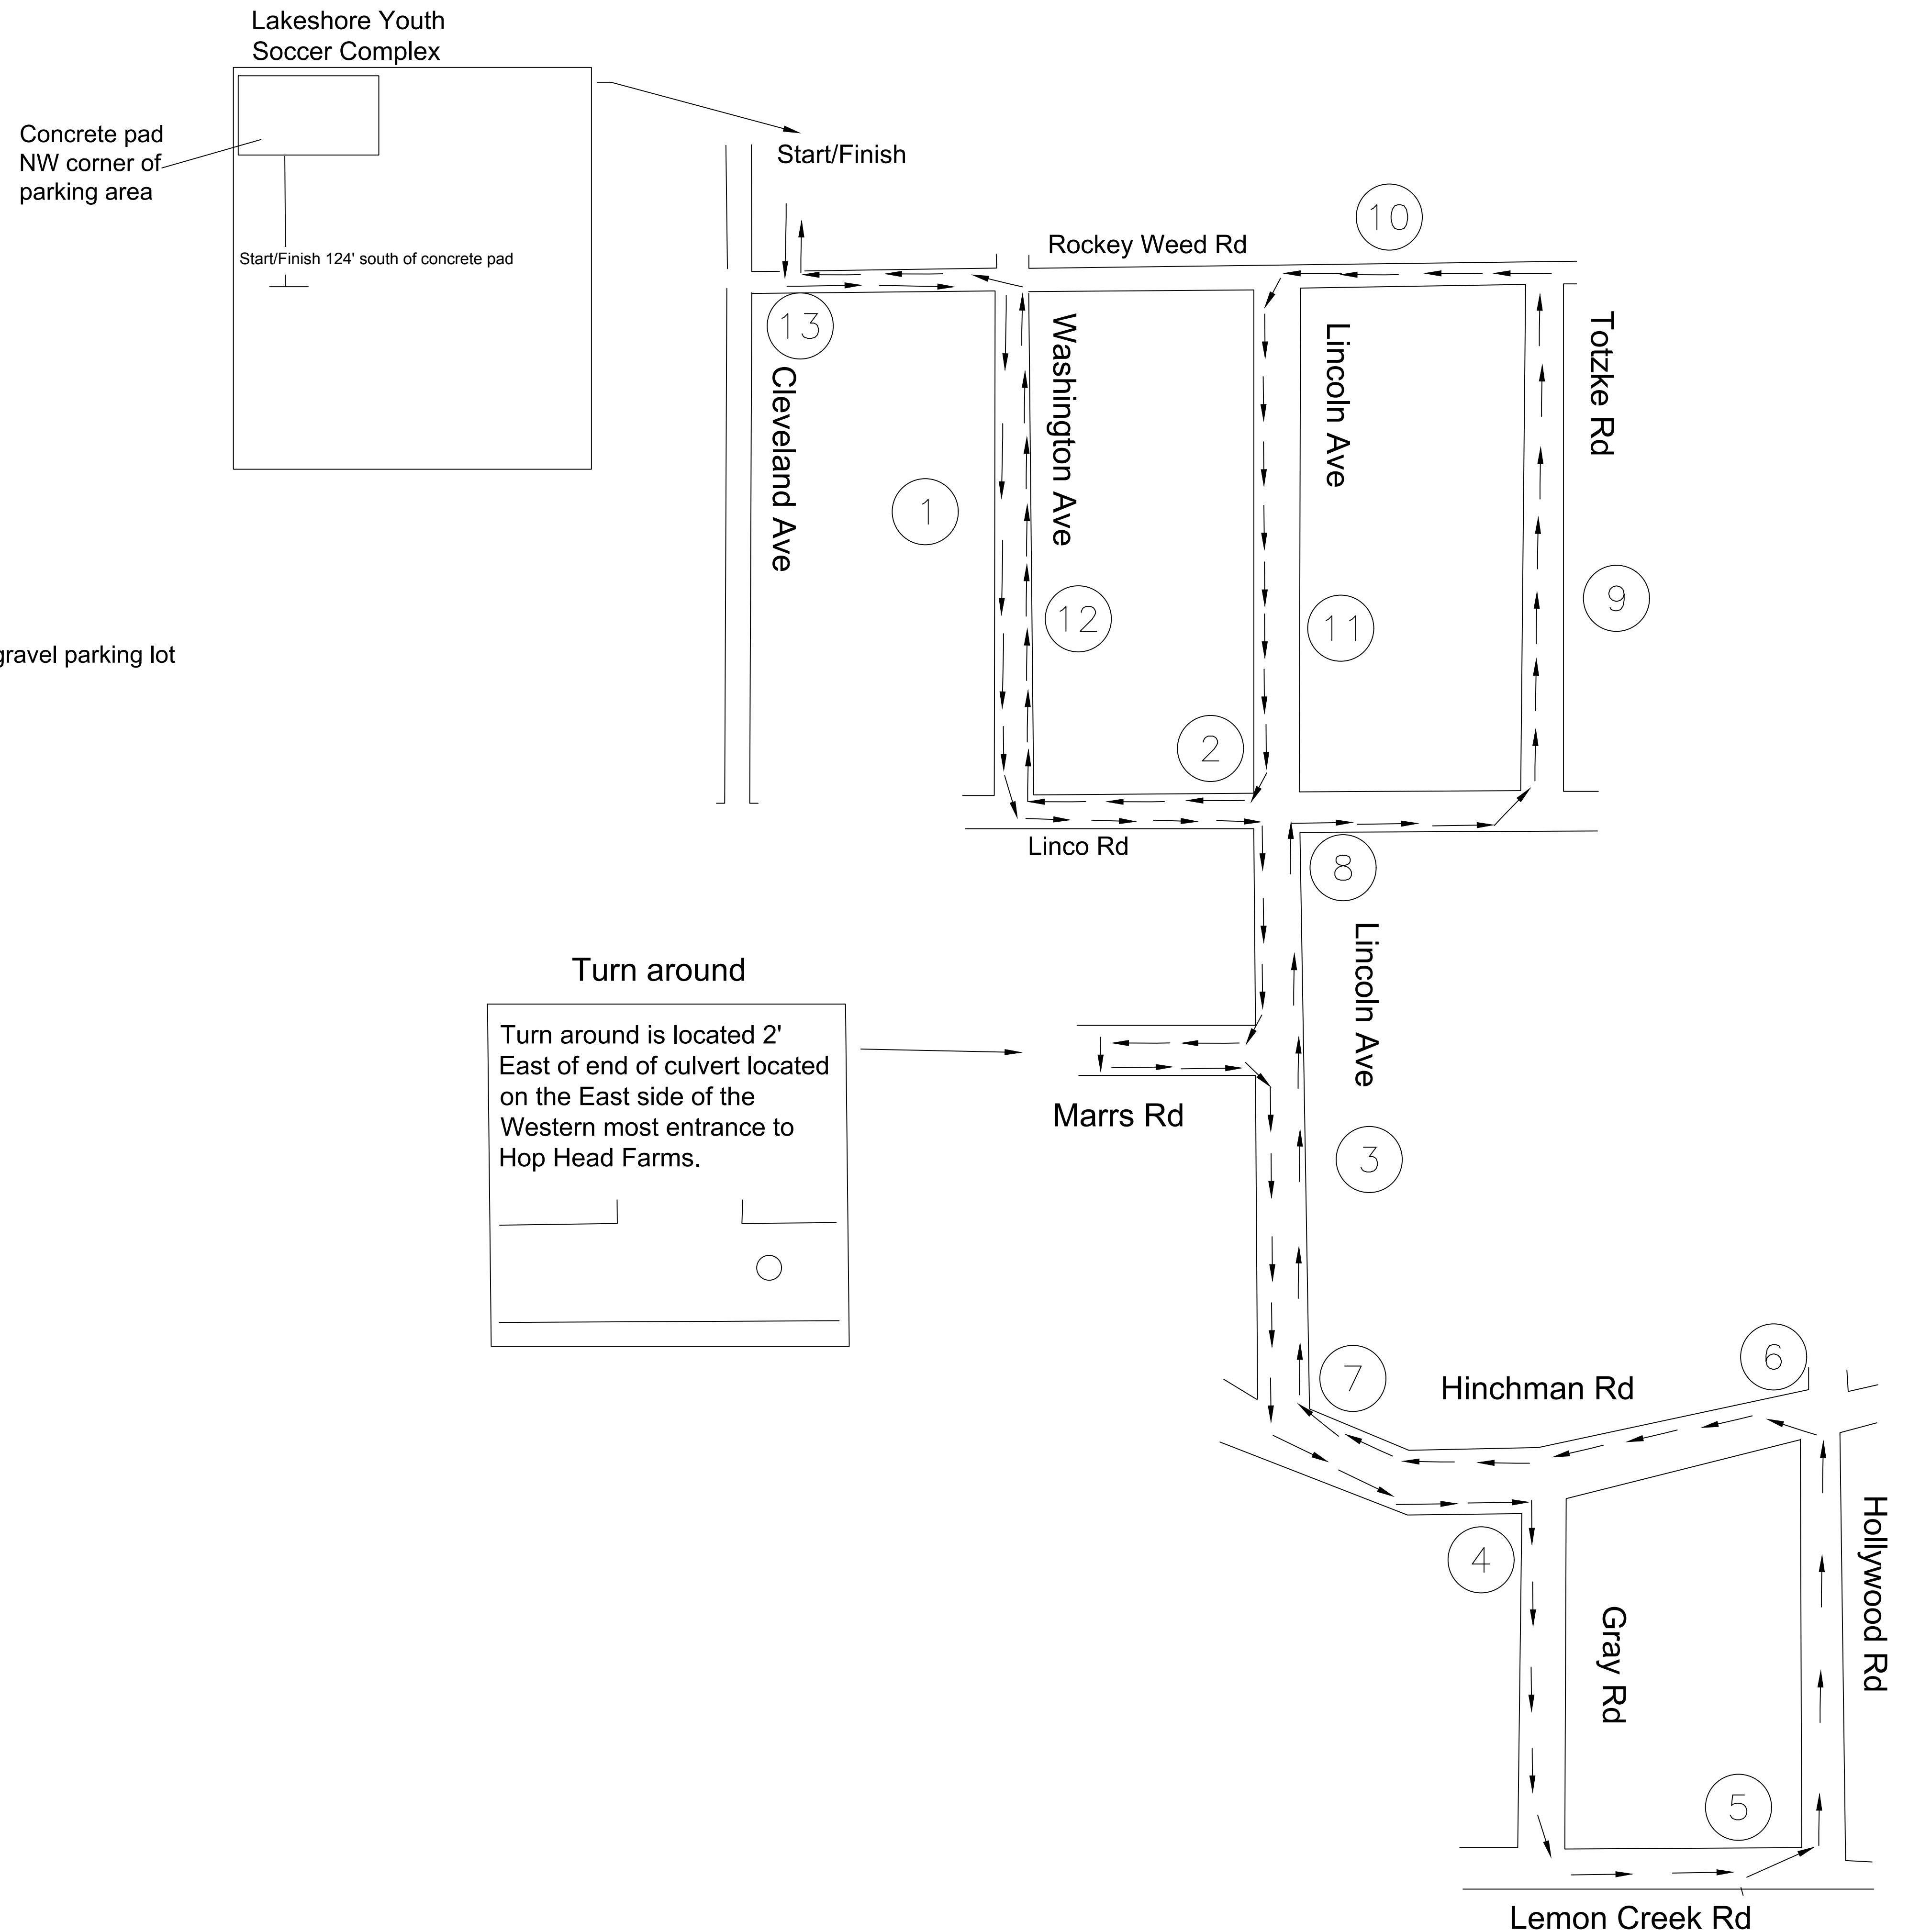 Lakeshore Youth
Soccer Complex
Concrete pad
NW corner of
parking area
Start/Finish 124' south of concrete pad
gravel parking lot
Start/Finish
Rockey Weed Rd
10
13
Cleveland Ave
1
Washington Ave
12
2
Lincoln Ave
11
Totzke Rd
9
Linco Rd
8
Lincoln Ave
Turn around
Turn around is located 2'
East of end of culvert located
on the East side of the
Western most entrance to
Hop Head Farms.
Marrs Rd
3
7
Hinchman Rd
6
4
Gray Rd
Hollywood Rd
5
Lemon Creek Rd